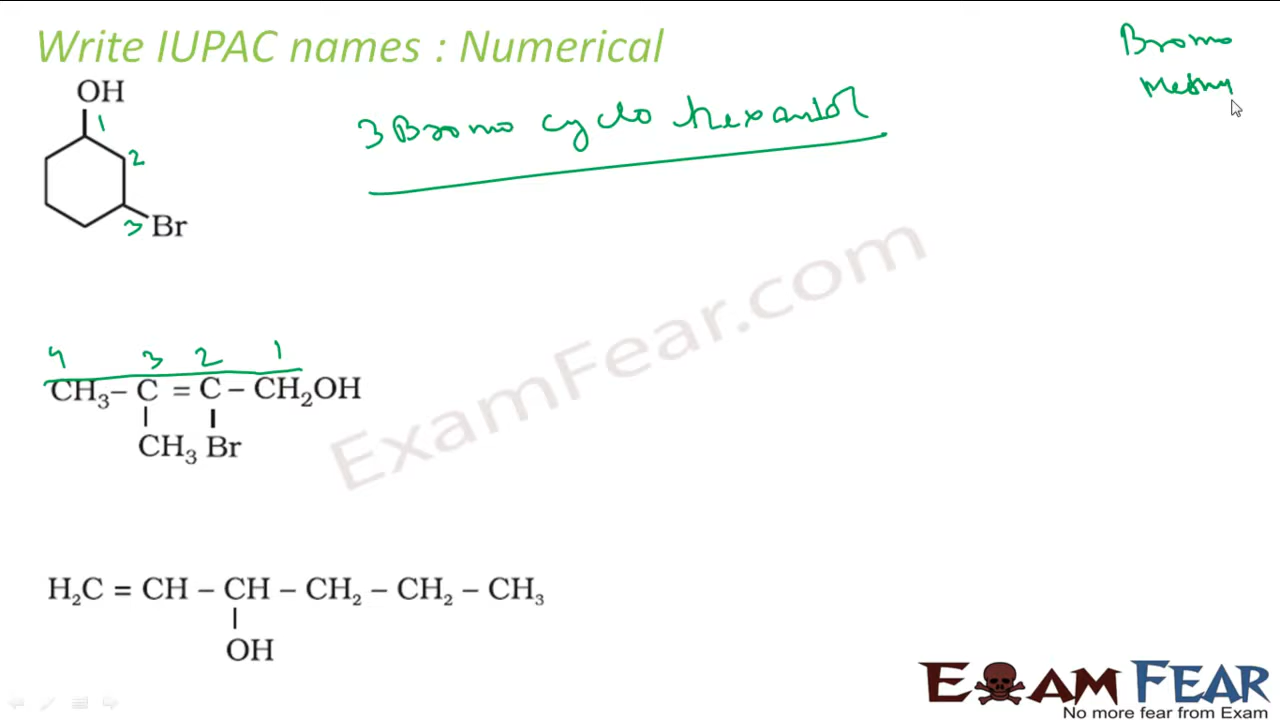 Write IUPAC names : Numerical
Bromo
Methy
OH
1
2
3
Br
3 Bromo cyclo hexanol
4 3 2 1
CH₃ – C = C – CH₂OH
CH₃ Br
H₂C = CH – CH – CH₂ – CH₂ – CH₃
OH
ExamFear.com
EXAM FEAR
No more fear from Exam